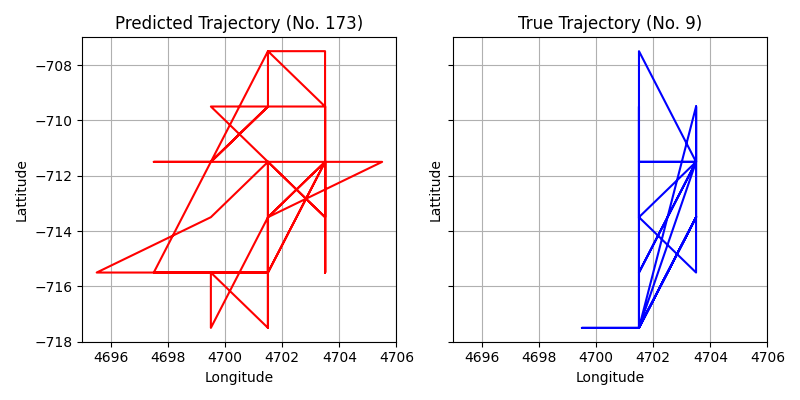 Predicted Trajectory (No. 173)
True Trajectory (No. 9)
Lattitude
−708
−710
−712
−714
−716
−718
4696 4698 4700 4702 4704 4706
Longitude
Lattitude
4696 4698 4700 4702 4704 4706
Longitude